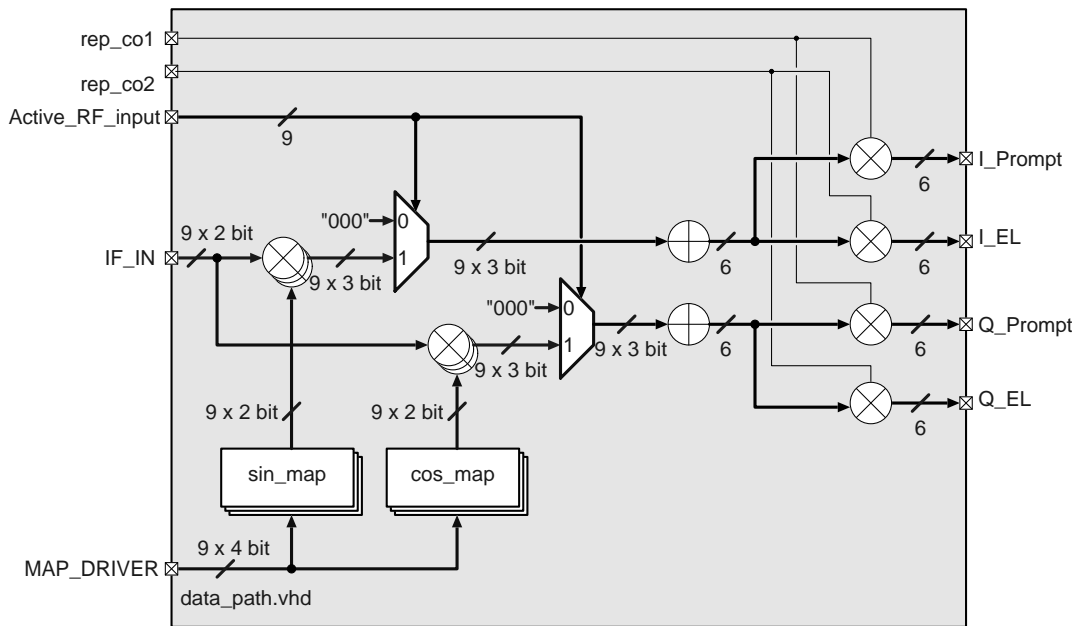 rep_co1
rep_co2
Active_RF_input
9
I_Prompt
6
"000"
0
9 x 2 bit
I_EL
IF_IN
1
9 x 3 bit
9 x 3 bit
6
6
"000"
0
Q_Prompt
1
9 x 3 bit
9 x 3 bit
6
6
9 x 2 bit
9 x 2 bit
Q_EL
6
sin_map
cos_map
9 x 4 bit
MAP_DRIVER
data_path.vhd